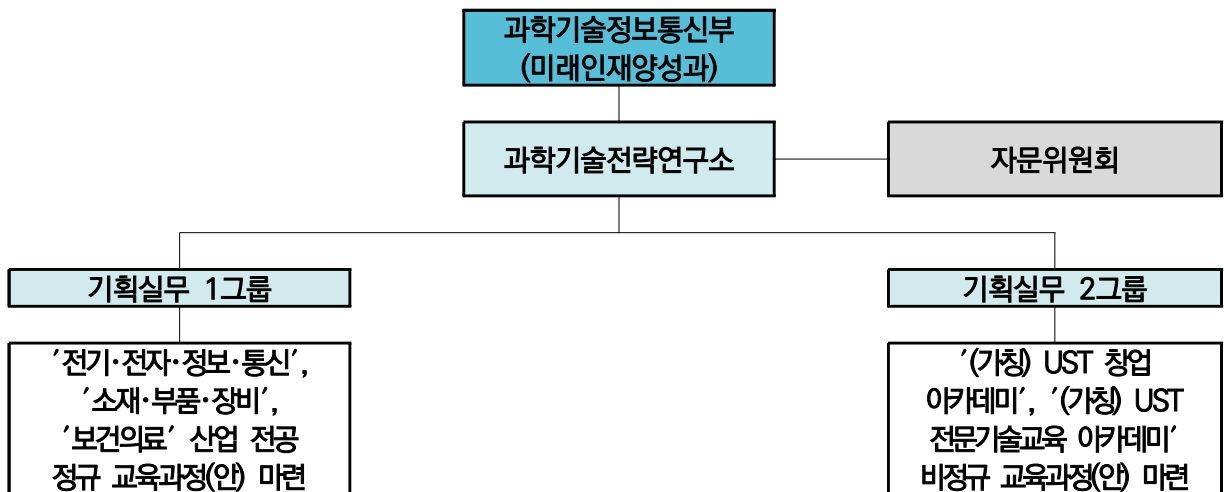 과학기술정보통신부
(미래인재양성과)
과학기술전략연구소
자문위원회
기획실무 1그룹
기획실무 2그룹
'전기·전자·정보·통신',
'소재·부품·장비',
'보건의료' 산업 전공
정규 교육과정(안) 마련
'(가칭) UST 창업
아카데미', '(가칭) UST
전문기술교육 아카데미'
비정규 교육과정(안) 마련